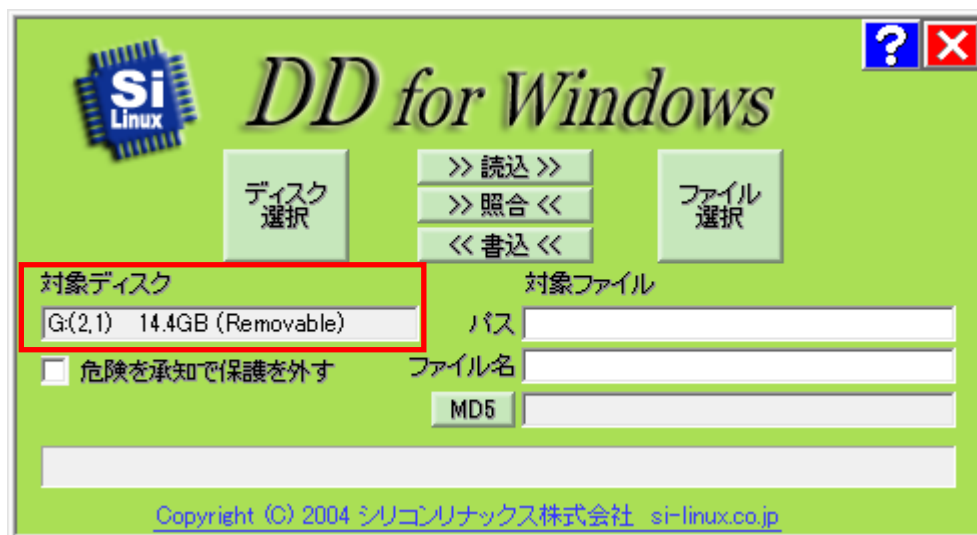 Si
Linux
DD for Windows
?
ディスク
選択
>> 読込 >>
>> 照合 <<
<< 書込 <<
ファイル
選択
対象ディスク
G:(2,1) 14.4GB (Removable)
危険を承知で保護を外す
対象ファイル
パス
ファイル名
MD5
Copyright (C) 2004 シリコンリナックス株式会社 si-linux.co.jp